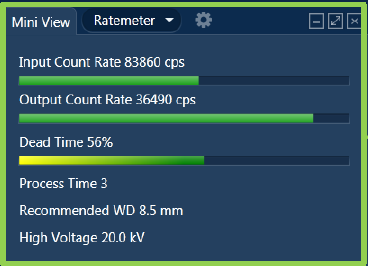 Mini View Ratemeter
Input Count Rate 83860 cps
Output Count Rate 36490 cps
Dead Time 56%
Process Time 3
Recommended WD 8.5 mm
High Voltage 20.0 kV